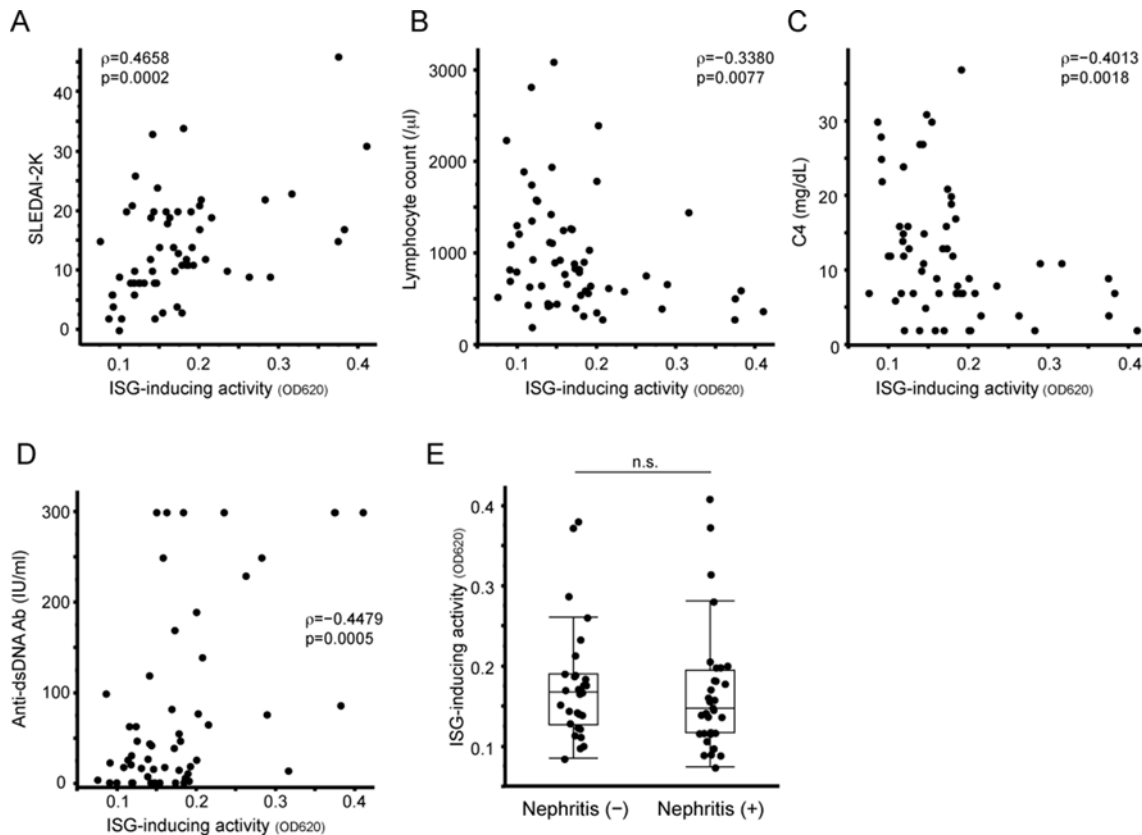 A
ρ=0.4658
p=0.0002
SLEDAI-2K
40
30
20
10
0
0.1 0.2 0.3 0.4
ISG-inducing activity (OD620)
B
ρ=−0.3380
p=0.0077
Lymphocyte count (/μl)
3000
2000
1000
0
0.1 0.2 0.3 0.4
ISG-inducing activity (OD620)
C
ρ=−0.4013
p=0.0018
C4 (mg/dL)
30
20
10
0
0.1 0.2 0.3 0.4
ISG-inducing activity (OD620)
D
ρ=−0.4479
p=0.0005
Anti-dsDNA Ab (IU/ml)
300
200
100
0
0.1 0.2 0.3 0.4
ISG-inducing activity (OD620)
E
n.s.
ISG-inducing activity (OD620)
0.4
0.3
0.2
0.1
Nephritis (−) Nephritis (+)